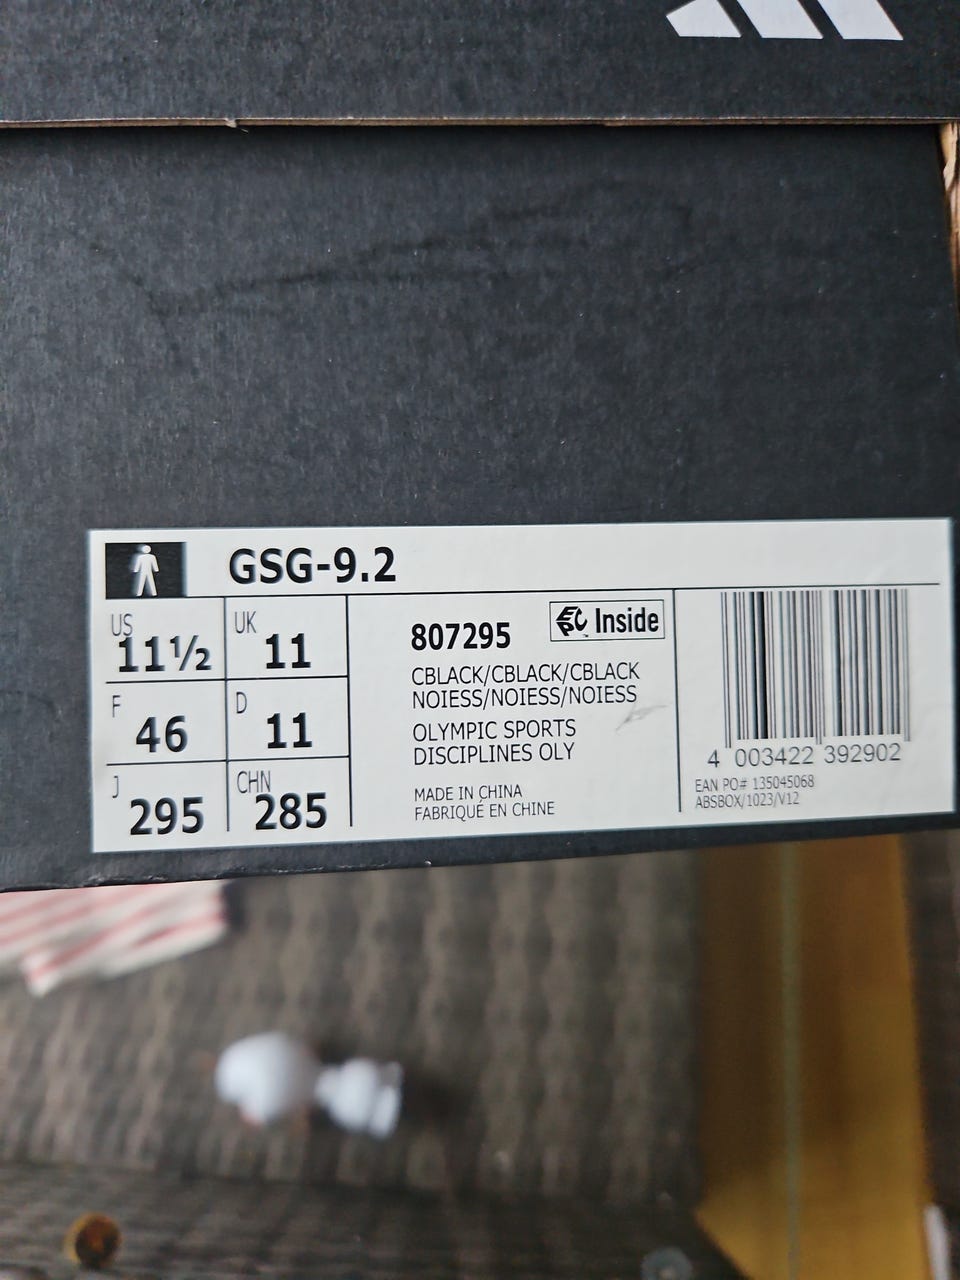 GSG-9.2
US
11½
UK
11
F
46
D
11
J
295
CHN
285
807295
EPC Inside
™
CBLACK/CBLACK/CBLACK
NOIESS/NOIESS/NOIESS
OLYMPIC SPORTS
DISCIPLINES OLY
MADE IN CHINA
FABRIQUÉ EN CHINE
4 003422 392902
EAN PO# 135045068
ABSBOX/1023/V12